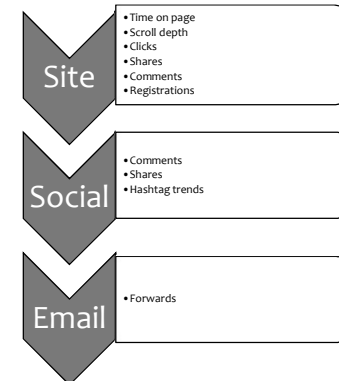 Site
•Time on page
•Scroll depth
•Clicks
•Shares
•Comments
•Registrations
Social
•Comments
•Shares
•Hashtag trends
Email
•Forwards